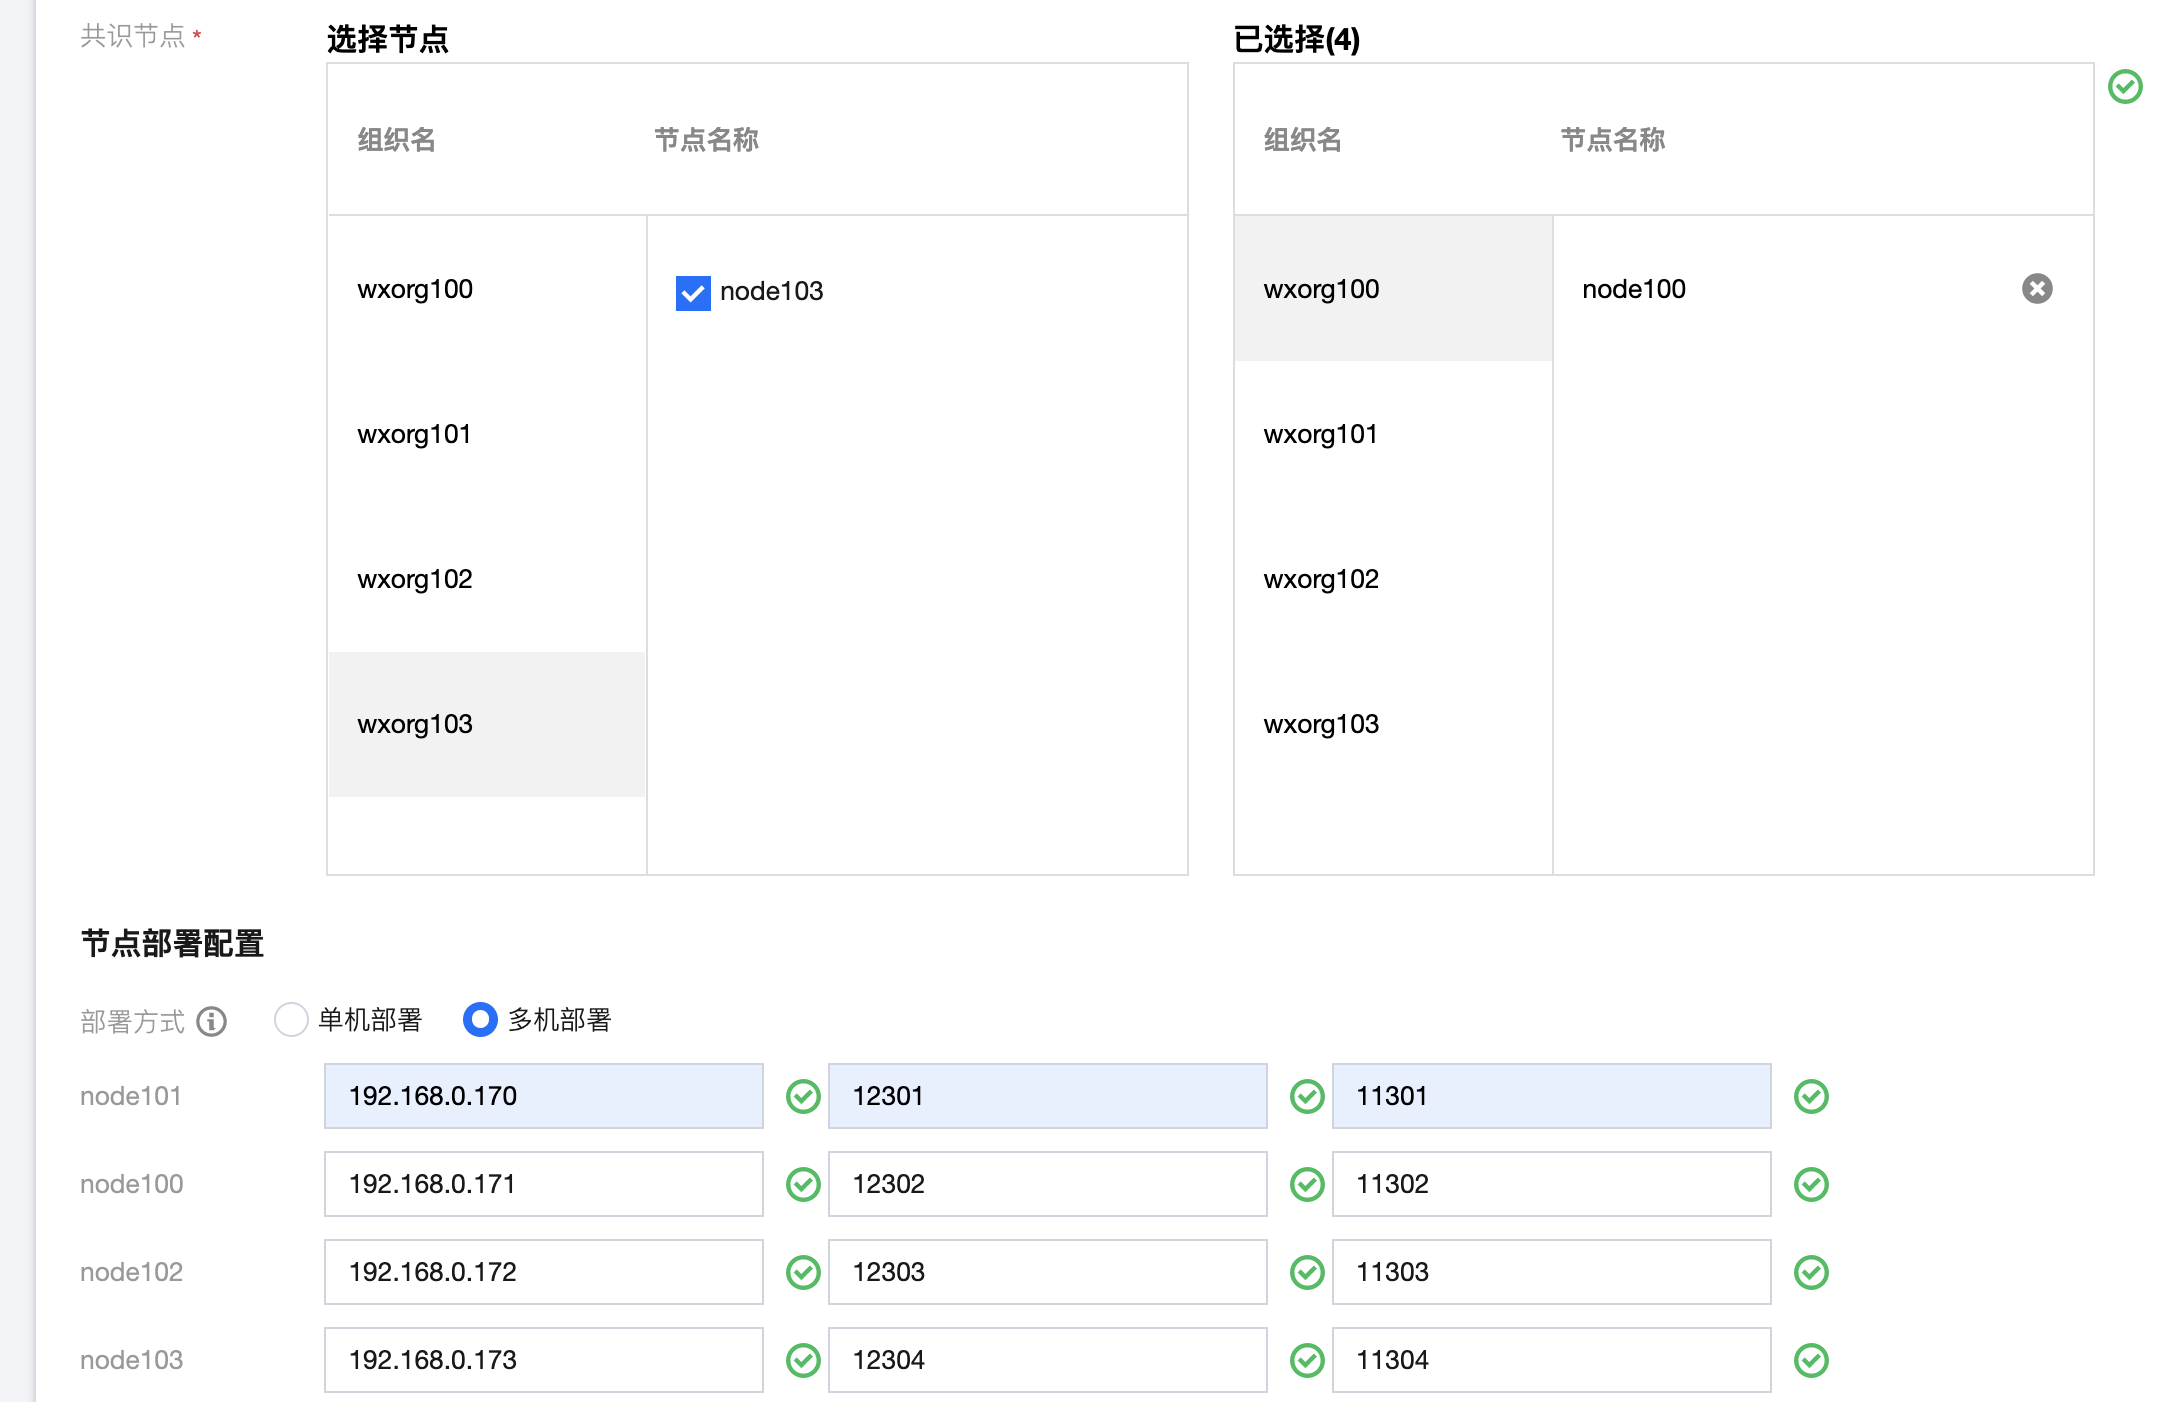 共识节点 *
选择节点
组织名 节点名称
wxorg100 node103
wxorg101
wxorg102
wxorg103
已选择(4)
组织名 节点名称
wxorg100 node100
wxorg101
wxorg102
wxorg103
节点部署配置
部署方式 单机部署 多机部署
node101 192.168.0.170 12301 11301
node100 192.168.0.171 12302 11302
node102 192.168.0.172 12303 11303
node103 192.168.0.173 12304 11304